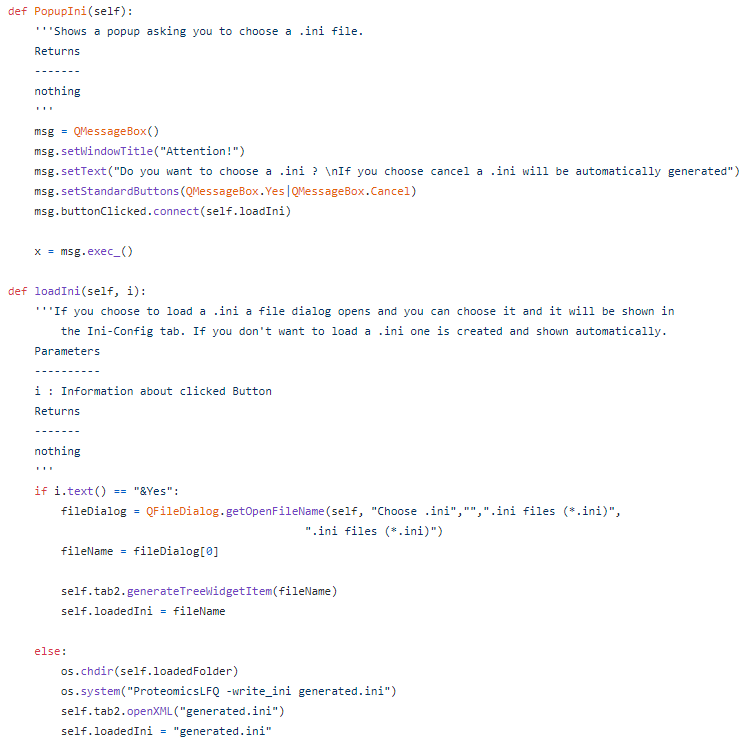 def PopupIni(self):
    '''Shows a popup asking you to choose a .ini file.
    Returns
    -------
    nothing
    '''
    msg = QMessageBox()
    msg.setWindowTitle("Attention!")
    msg.setText("Do you want to choose a .ini ? \nIf you choose cancel a .ini will be automatically generated")
    msg.setStandardButtons(QMessageBox.Yes|QMessageBox.Cancel)
    msg.buttonClicked.connect(self.loadIni)

    x = msg.exec_()

def loadIni(self, i):
    '''If you choose to load a .ini a file dialog opens and you can choose it and it will be shown in
        the Ini-Config tab. If you don't want to load a .ini one is created and shown automatically.
    Parameters
    ----------
    i : Information about clicked Button
    Returns
    -------
    nothing
    '''
    if i.text() == "&Yes":
        fileDialog = QFileDialog.getOpenFileName(self, "Choose .ini","",".ini files (*.ini)",
                                             ".ini files (*.ini)")
        fileName = fileDialog[0]

        self.tab2.generateTreeWidgetItem(fileName)
        self.loadedIni = fileName

    else:
        os.chdir(self.loadedFolder)
        os.system("ProteomicsLFQ -write_ini generated.ini")
        self.tab2.openXML("generated.ini")
        self.loadedIni = "generated.ini"